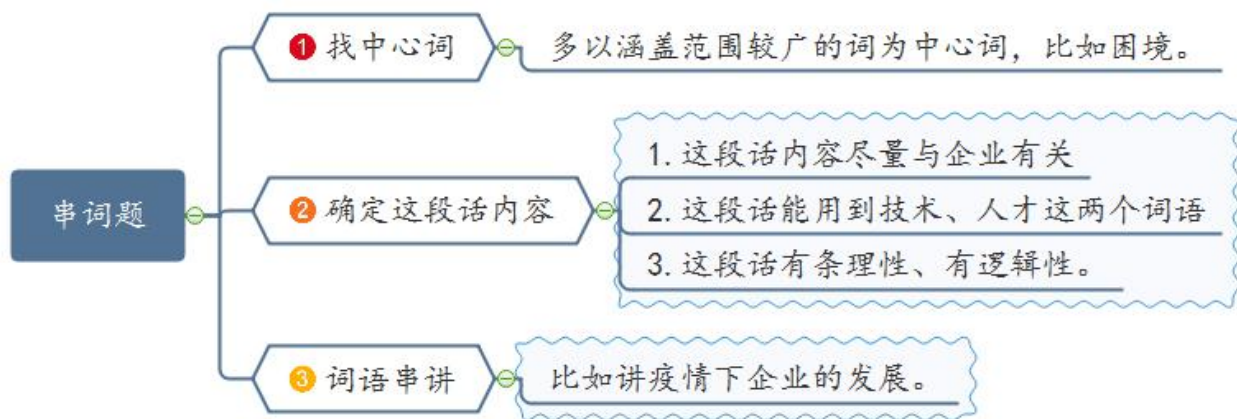 串词题
1 找中心词
多以涵盖范围较广的词为中心词，比如困境。
2 确定这段话内容
1. 这段话内容尽量与企业有关
2. 这段话能用到技术、人才这两个词语
3. 这段话有条理性、有逻辑性。
3 词语串讲
比如讲疫情下企业的发展。